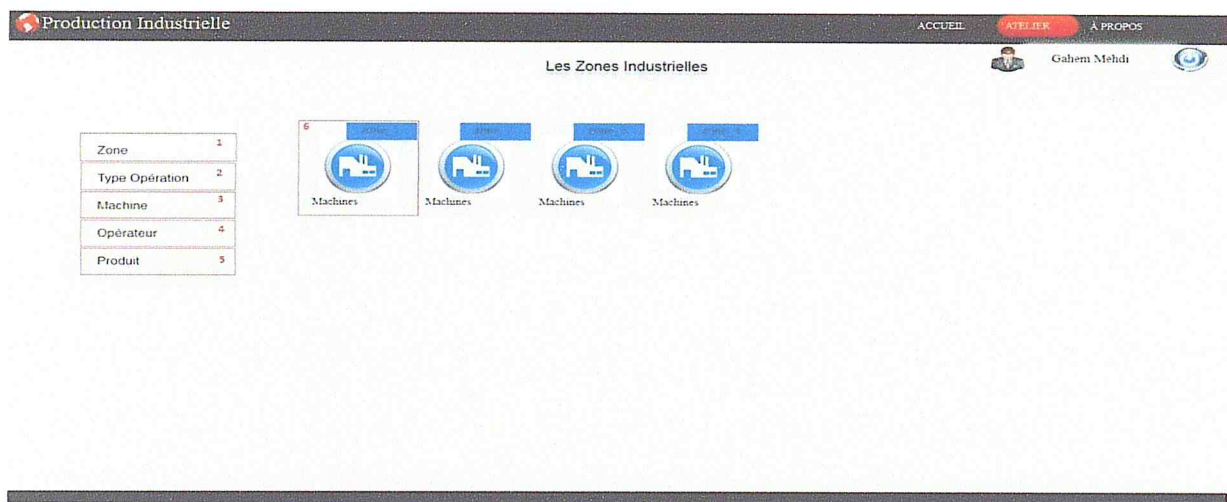 Production Industrielle
ACCUEIL ATELIER À PROPOS
Les Zones Industrielles
Gahem Mehdi
Zone 1
Type Opération 2
Machine 3
Opérateur 4
Produit 5
6
Machines Machines Machines Machines